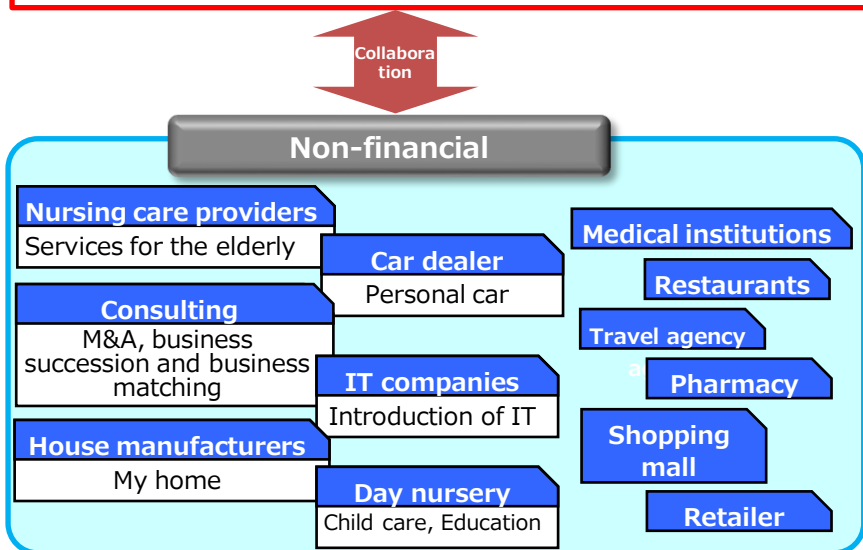 Collabora
tion
Non-financial
Nursing care providers
Services for the elderly
Car dealer
Personal car
Consulting
M&A, business
succession and business
matching
IT companies
Introduction of IT
House manufacturers
My home
Day nursery
Child care, Education
Medical institutions
Restaurants
Travel agency
Pharmacy
Shopping
mall
Retailer